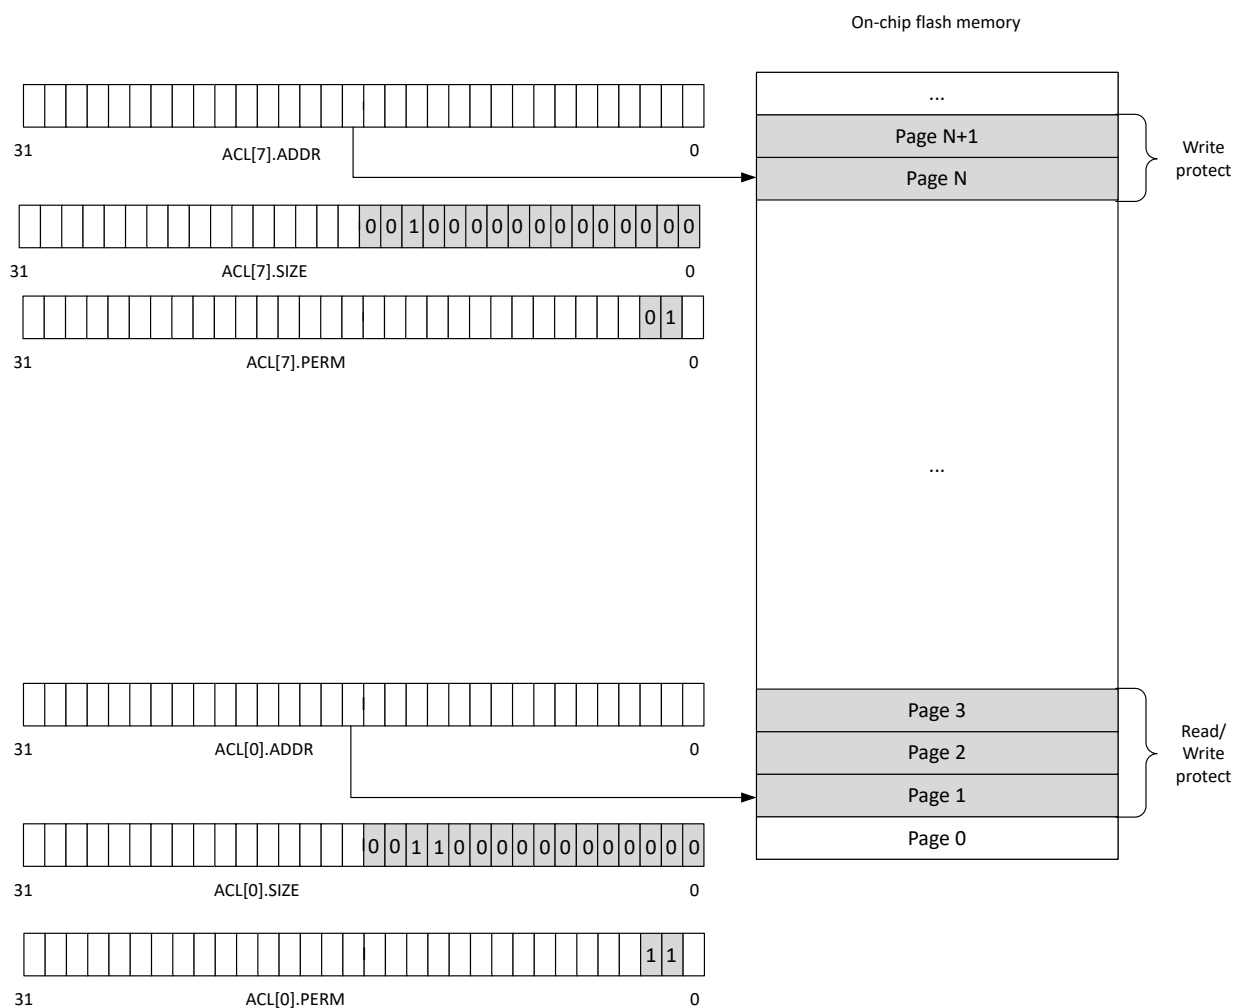 On-chip flash memory
...
31 ACL[7].ADDR 0
Page N+1
Write
protect
Page N
0 0 1 0 0 0 0 0 0 0 0 0 0 0 0 0
31 ACL[7].SIZE 0
0 1
31 ACL[7].PERM 0
...
31 ACL[0].ADDR 0
Page 3
Page 2
Page 1
Page 0
Read/
Write
protect
0 0 1 1 0 0 0 0 0 0 0 0 0 0 0 0
31 ACL[0].SIZE 0
1 1
31 ACL[0].PERM 0